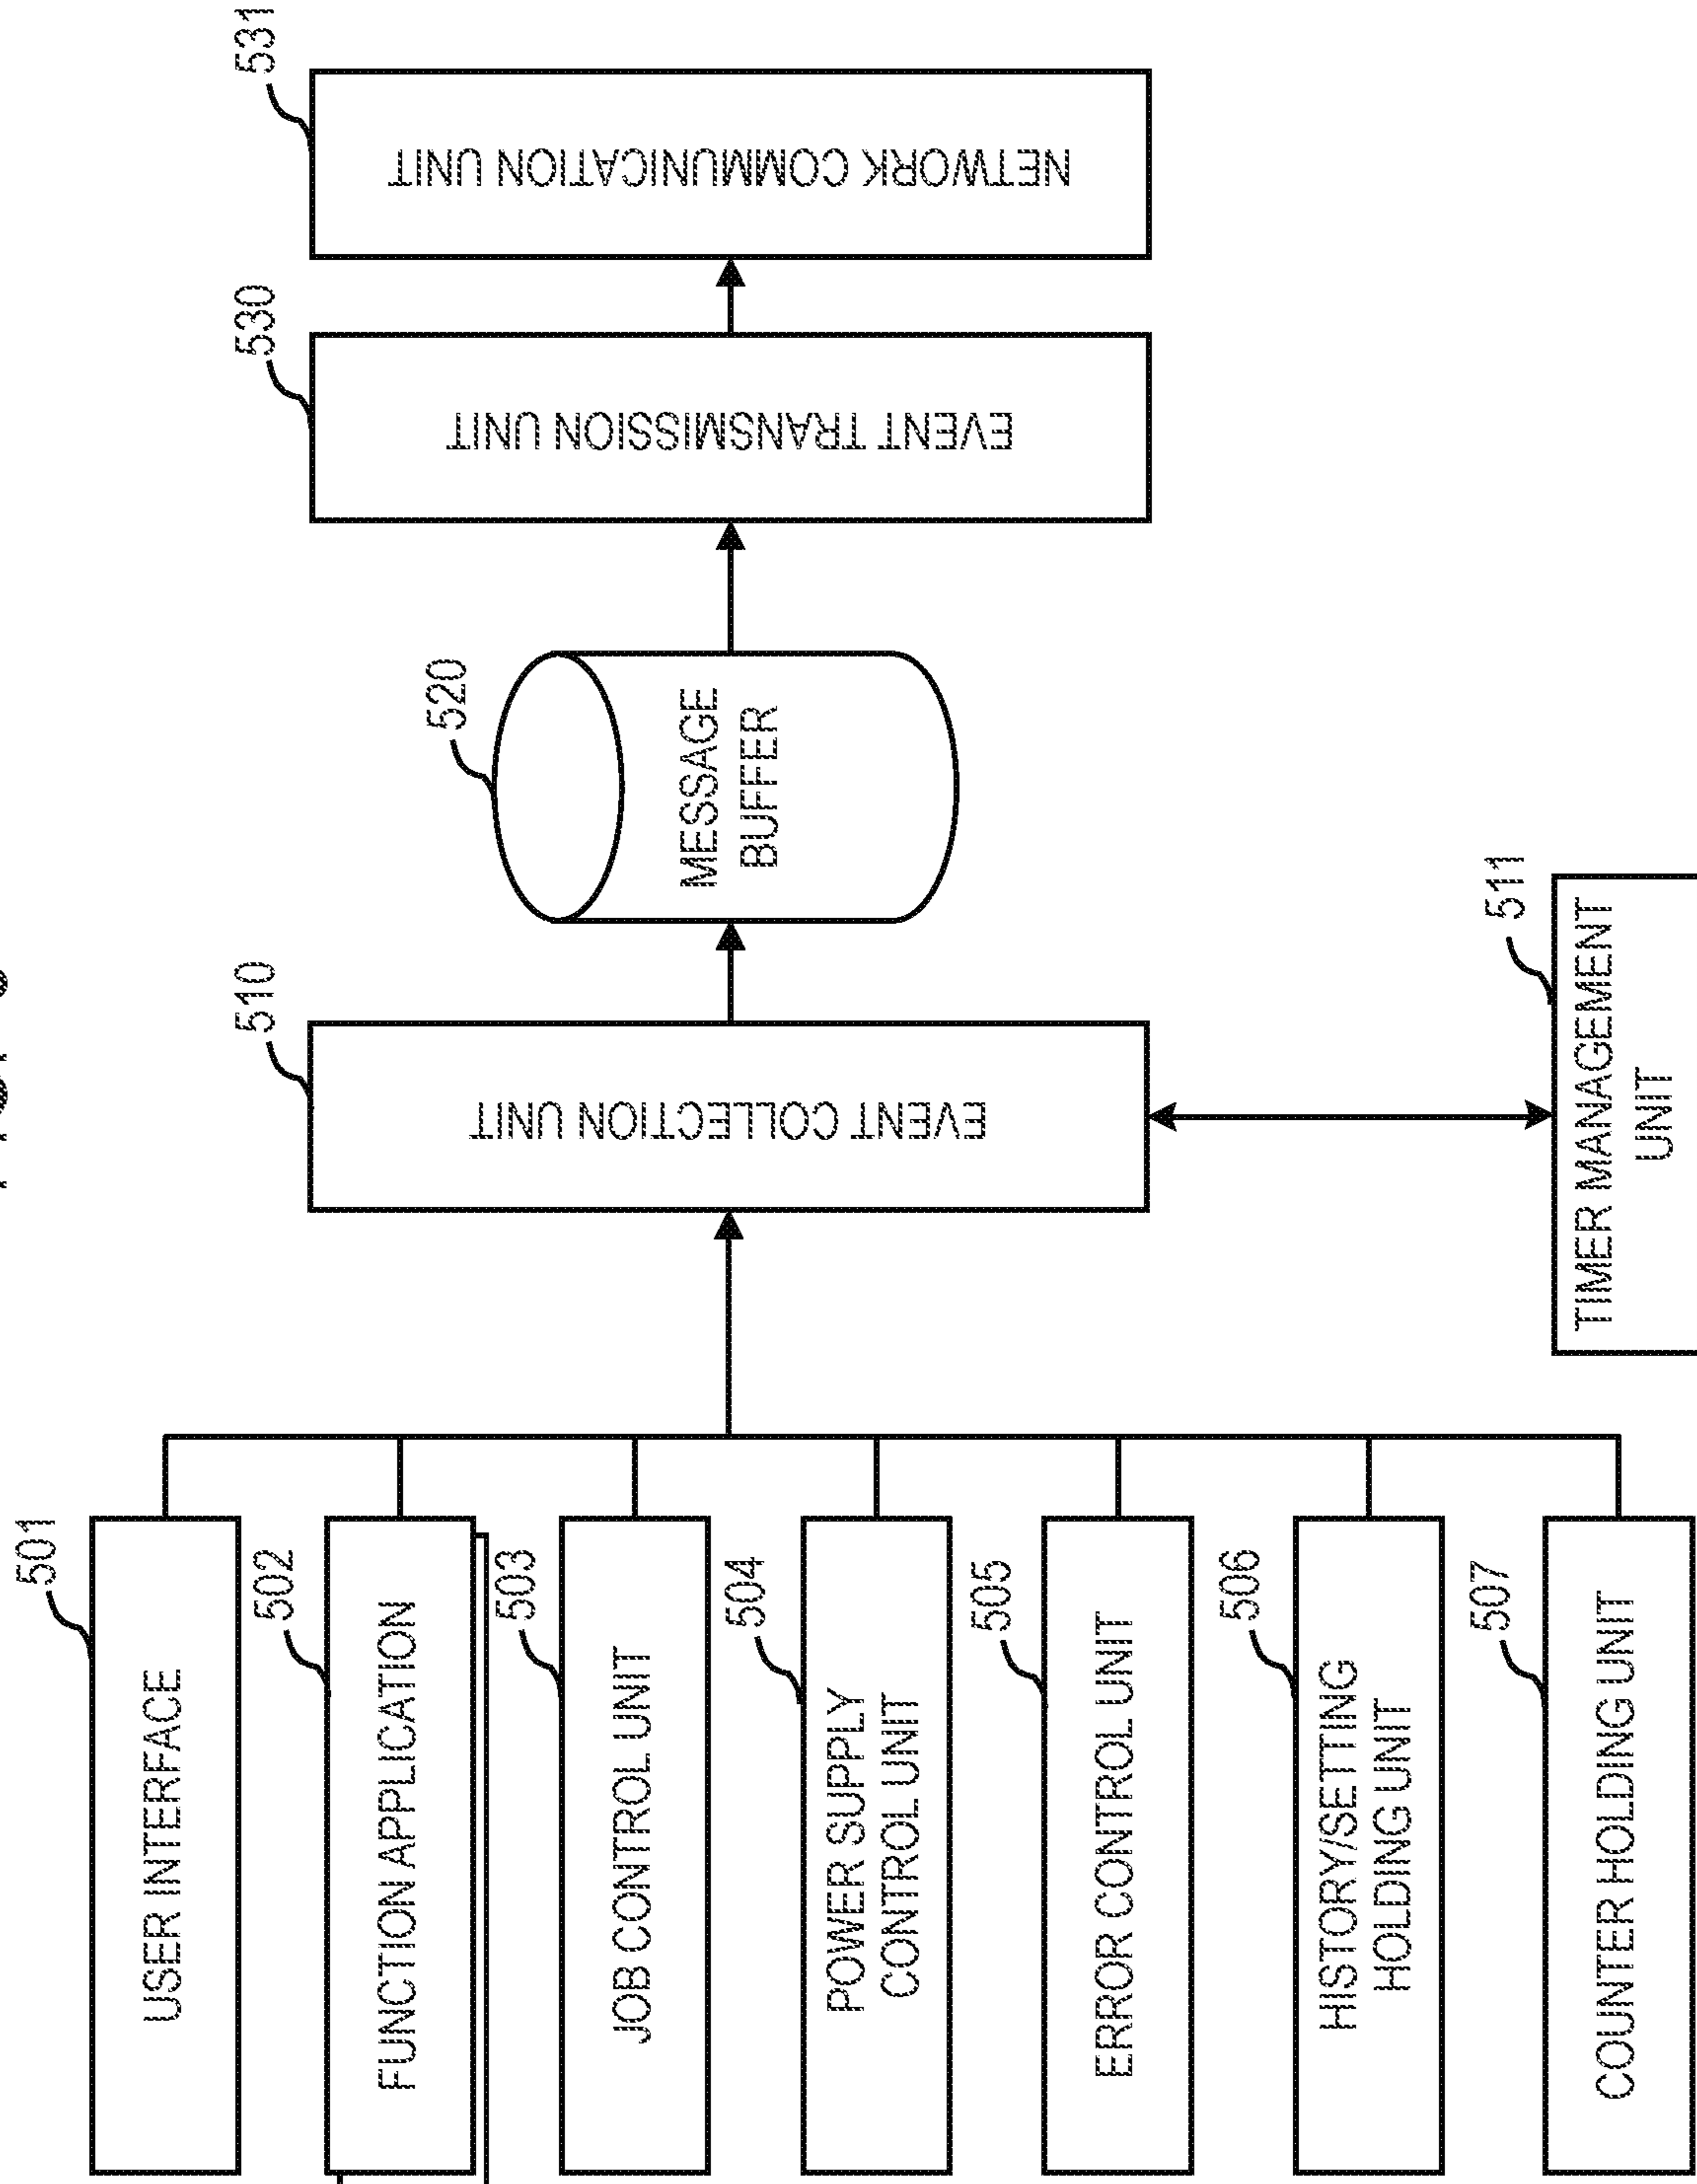 501
USER INTERFACE
502
FUNCTION APPLICATION
503
JOB CONTROL UNIT
504
POWER SUPPLY
CONTROL UNIT
505
ERROR CONTROL UNIT
506
HISTORY/SETTING
HOLDING UNIT
507
COUNTER HOLDING UNIT
510
EVENT COLLECTION UNIT
511
TIMER MANAGEMENT
UNIT
520
MESSAGE
BUFFER
530
EVENT TRANSMISSION UNIT
531
NETWORK COMMUNICATION UNIT